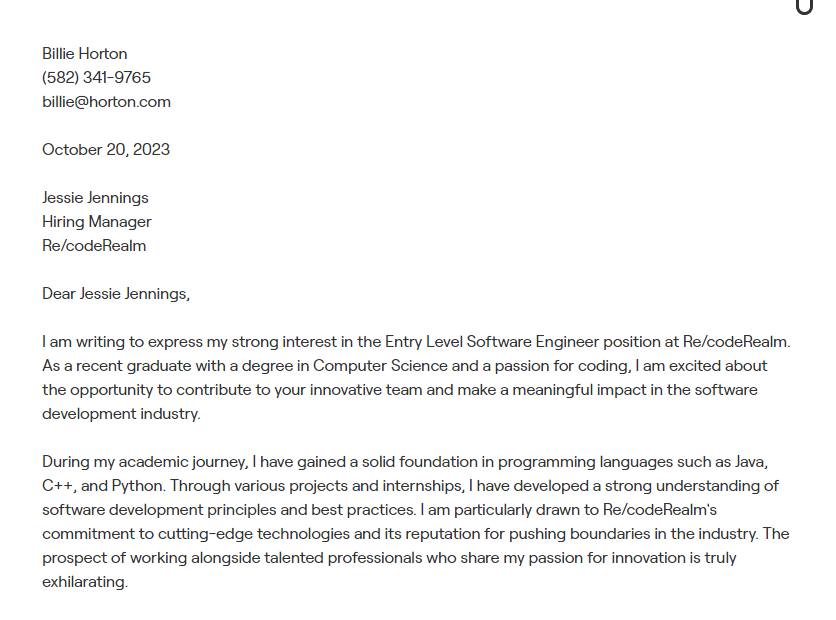 Billie Horton
(582) 341-9765
billie@horton.com
October 20, 2023
Jessie Jennings
Hiring Manager
Re/codeRealm
Dear Jessie Jennings,
I am writing to express my strong interest in the Entry Level Software Engineer position at Re/codeRealm.
As a recent graduate with a degree in Computer Science and a passion for coding, I am excited about
the opportunity to contribute to your innovative team and make a meaningful impact in the software
development industry.
During my academic journey, I have gained a solid foundation in programming languages such as Java,
C++, and Python. Through various projects and internships, I have developed a strong understanding of
software development principles and best practices. I am particularly drawn to Re/codeRealm's
commitment to cutting-edge technologies and its reputation for pushing boundaries in the industry. The
prospect of working alongside talented professionals who share my passion for innovation is truly
exhilarating.